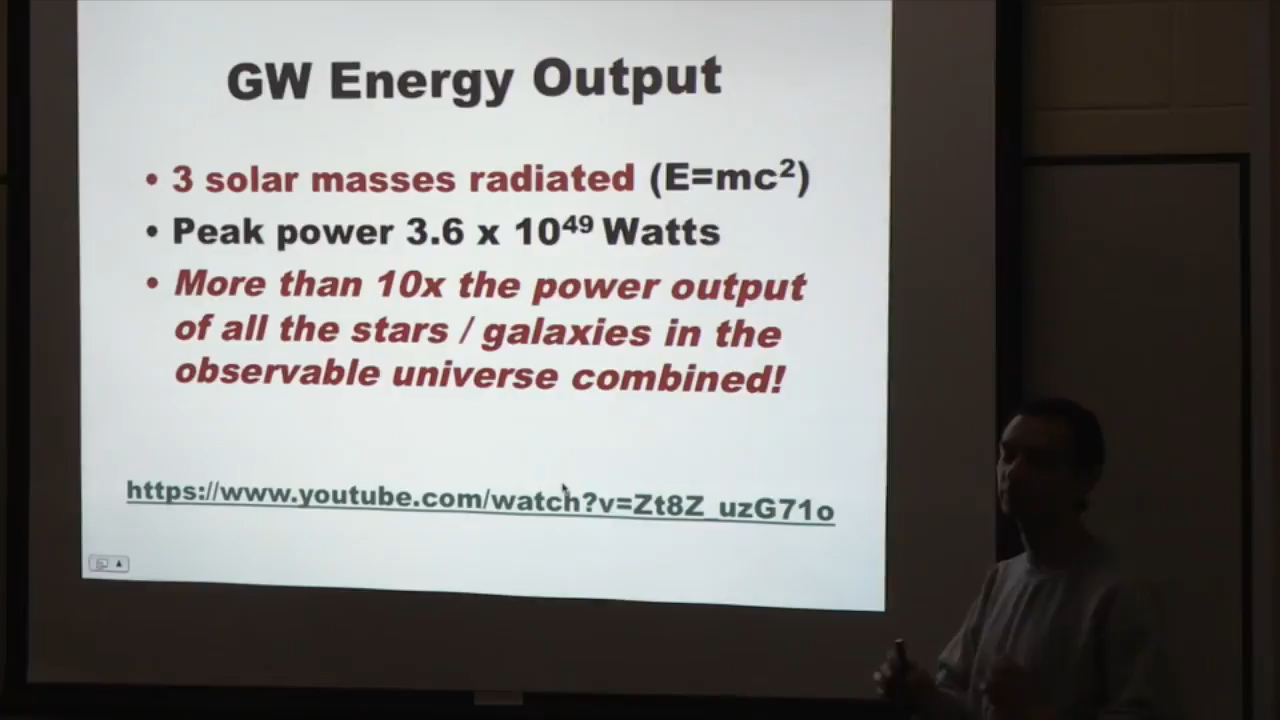 GW Energy Output
• 3 solar masses radiated (E=mc²)
• Peak power 3.6 x 10⁴⁹ Watts
• More than 10x the power output
of all the stars / galaxies in the
observable universe combined!
https://www.youtube.com/watch?v=Zt8Z_uzG71o